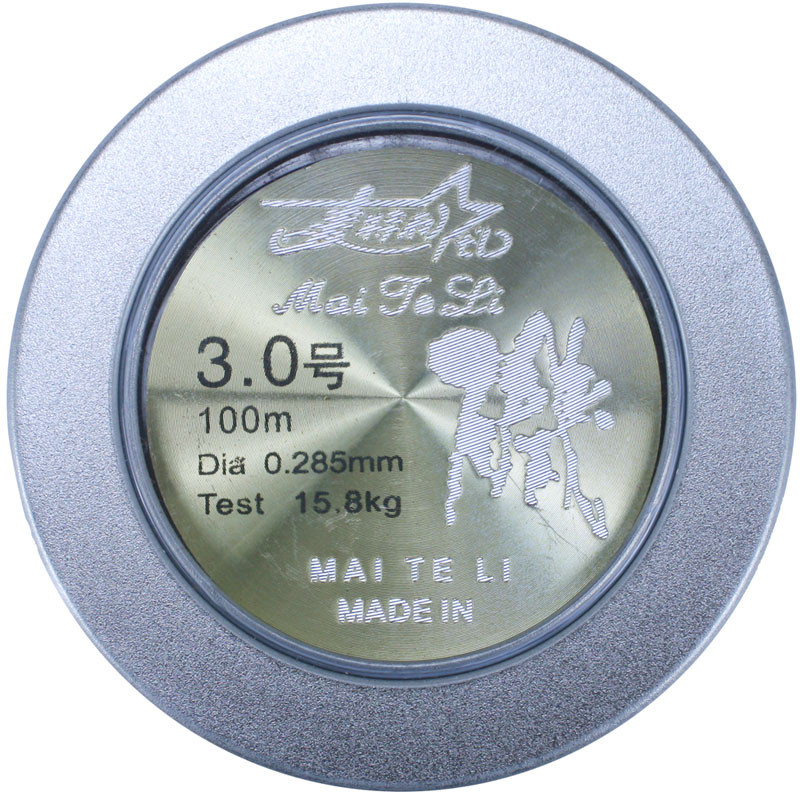 Mai Te Li
3.0号
100m
Dia 0.285mm
Test 15.8kg
MAI TE LI
MADE IN